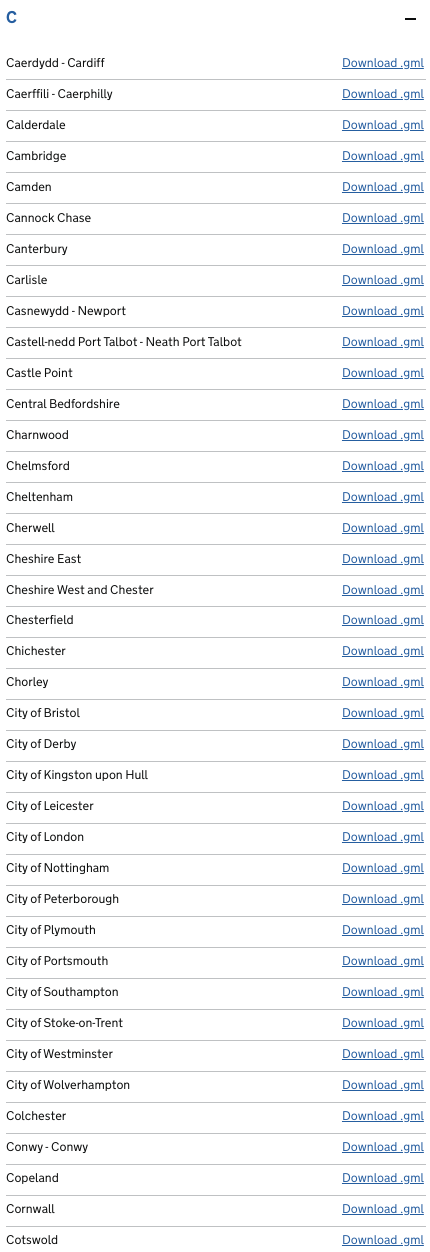 C
Caerdydd - Cardiff Download .gml
Caerffili - Caerphilly Download .gml
Calderdale Download .gml
Cambridge Download .gml
Camden Download .gml
Cannock Chase Download .gml
Canterbury Download .gml
Carlisle Download .gml
Casnewydd - Newport Download .gml
Castell-nedd Port Talbot - Neath Port Talbot Download .gml
Castle Point Download .gml
Central Bedfordshire Download .gml
Charnwood Download .gml
Chelmsford Download .gml
Cheltenham Download .gml
Cherwell Download .gml
Cheshire East Download .gml
Cheshire West and Chester Download .gml
Chesterfield Download .gml
Chichester Download .gml
Chorley Download .gml
City of Bristol Download .gml
City of Derby Download .gml
City of Kingston upon Hull Download .gml
City of Leicester Download .gml
City of London Download .gml
City of Nottingham Download .gml
City of Peterborough Download .gml
City of Plymouth Download .gml
City of Portsmouth Download .gml
City of Southampton Download .gml
City of Stoke-on-Trent Download .gml
City of Westminster Download .gml
City of Wolverhampton Download .gml
Colchester Download .gml
Conwy - Conwy Download .gml
Copeland Download .gml
Cornwall Download .gml
Cotswold Download .gml